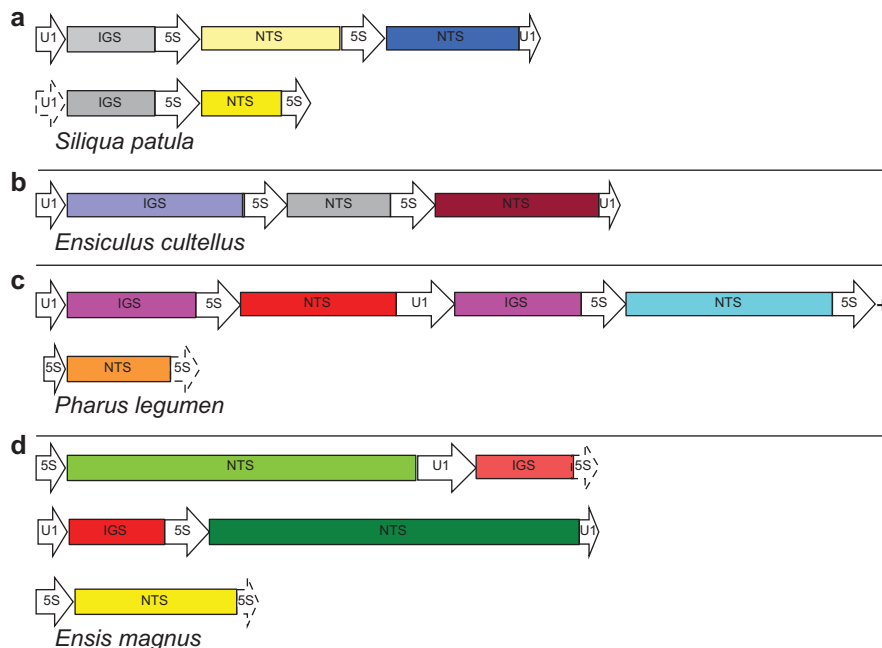 a
U1 IGS 5S NTS 5S NTS U1
U1 IGS 5S NTS 5S
Siliqua patula
b
U1 IGS 5S NTS 5S NTS U1
Ensiculus cultellus
c
U1 IGS 5S NTS U1 IGS 5S NTS 5S
5S NTS 5S
Pharus legumen
d
5S NTS U1 IGS 5S
U1 IGS 5S NTS U1
5S NTS 5S
Ensis magnus